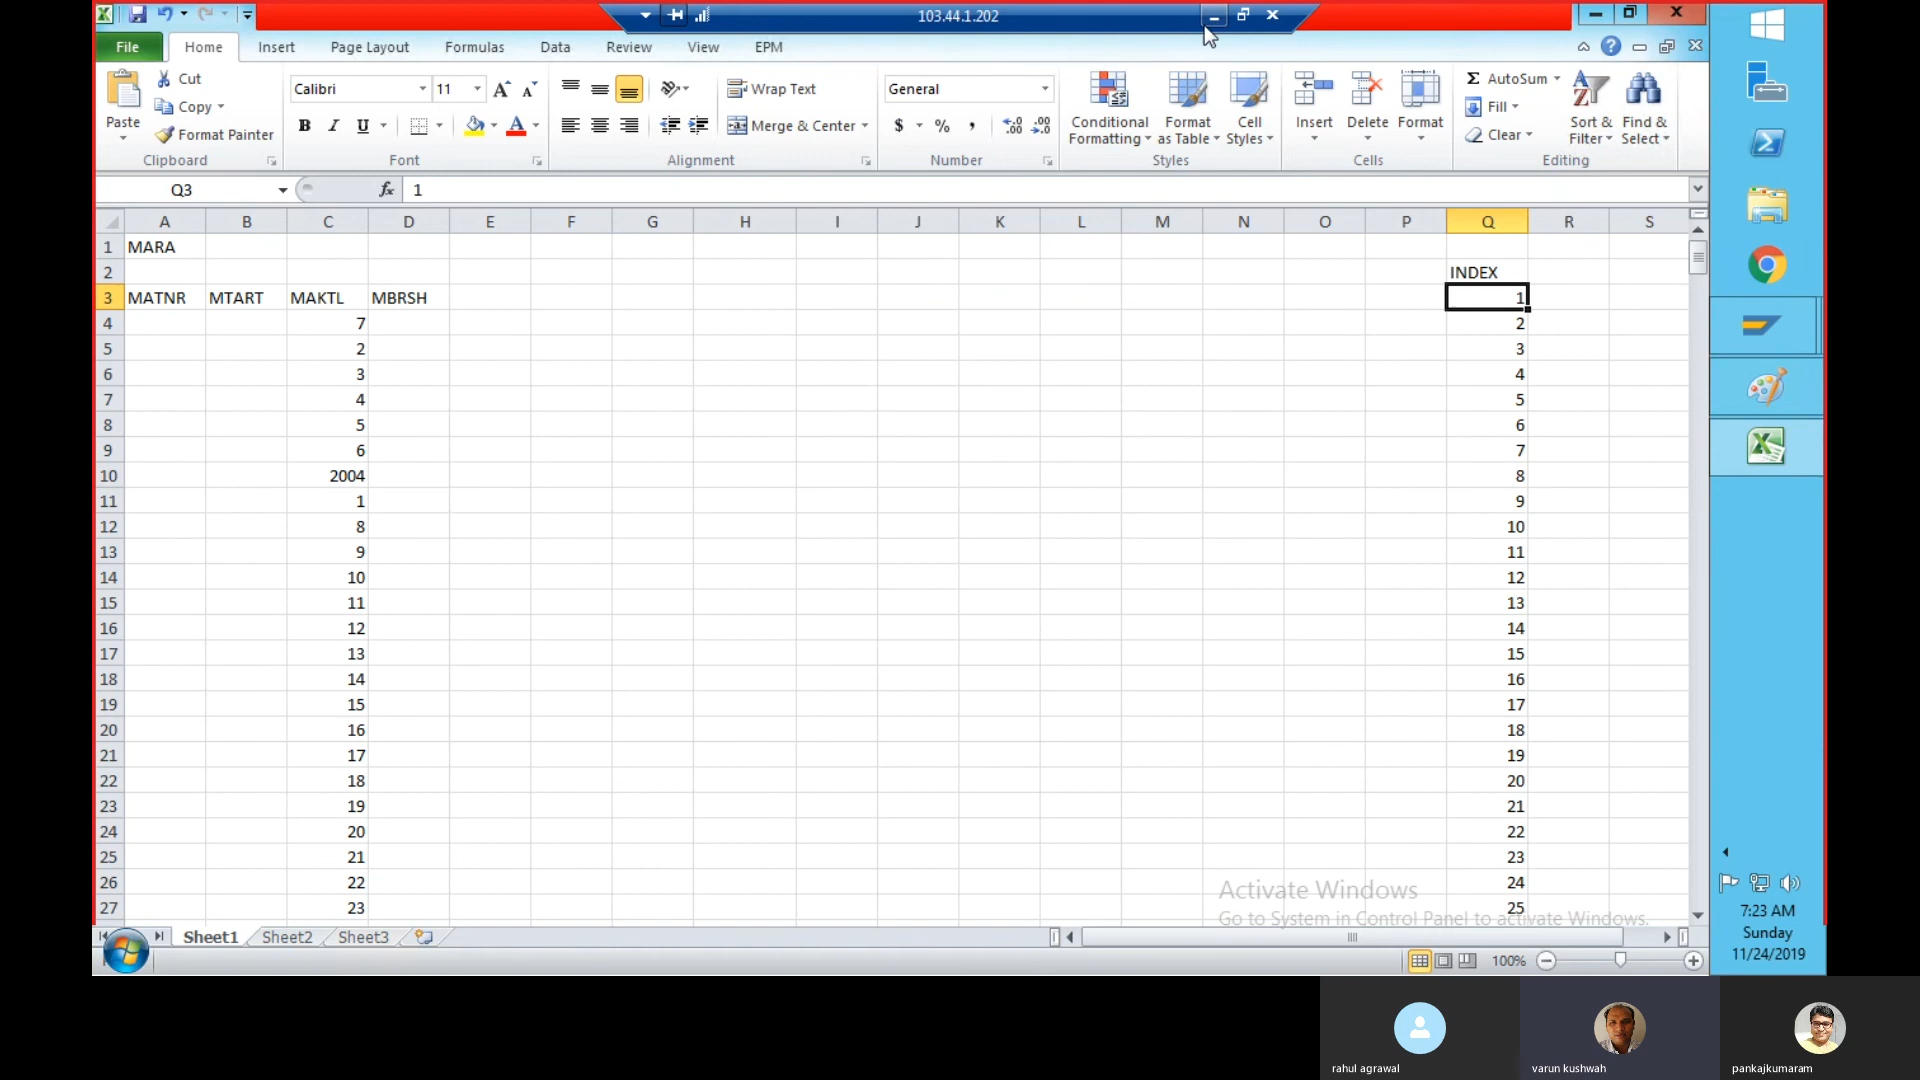 103.44.1.202
File Home Insert Page Layout Formulas Data Review View EPM
Cut
Copy
Format Painter
Paste
Clipboard
Calibri 11
B I U
Font
Wrap Text
Merge & Center
Alignment
General
$ % ,
Number
Conditional Formatting
Format as Table
Cell Styles
Styles
Insert Delete Format
Cells
AutoSum
Fill
Clear
Sort & Filter
Find & Select
Editing
Q3 fx 1
A B C D E F G H I J K L M N O P Q R S
1 MARA
2 INDEX
3 MATNR MTART MAKTL MBRSH 1
4 7 2
5 2 3
6 3 4
7 4 5
8 5 6
9 6 7
10 2004 8
11 1 9
12 8 10
13 9 11
14 10 12
15 11 13
16 12 14
17 13 15
18 14 16
19 15 17
20 16 18
21 17 19
22 18 20
23 19 21
24 20 22
25 21 23
26 22 24
27 23 25
Activate Windows
Go to System in Control Panel to activate Windows.
Sheet1 Sheet2 Sheet3
100%
7:23 AM
Sunday
11/24/2019
rahul agrawal
varun kushwah
pankajkumaram